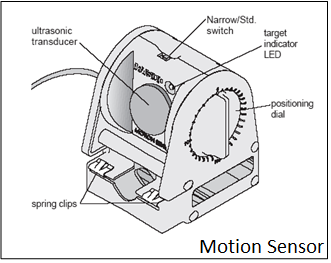 Narrow/Std.
switch
ultrasonic
transducer
target
indicator
LED
positioning
dial
spring clips
Motion Sensor